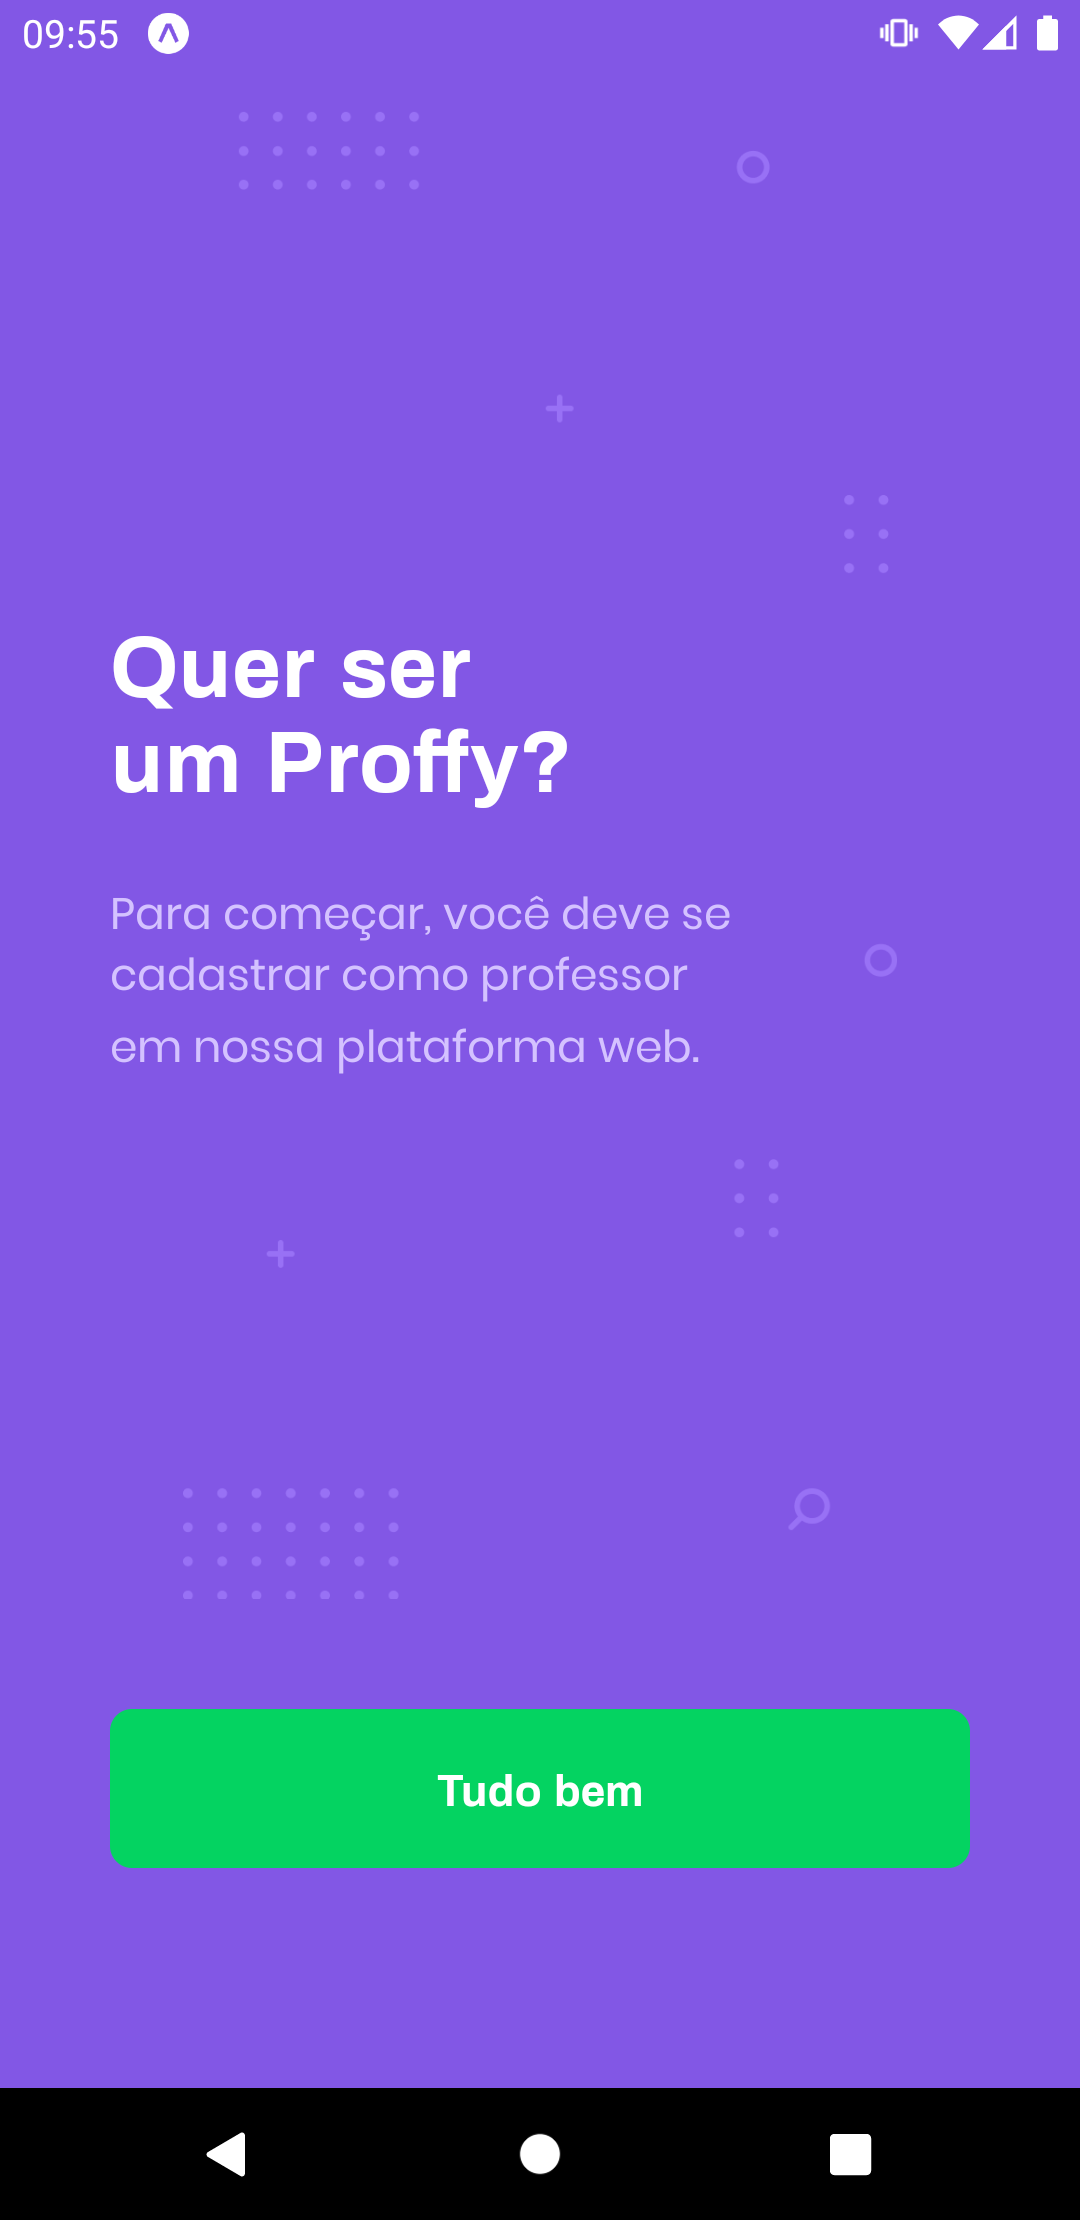 09:55
Quer ser
um Proffy?
Para começar, você deve se
cadastrar como professor
em nossa plataforma web.
Tudo bem